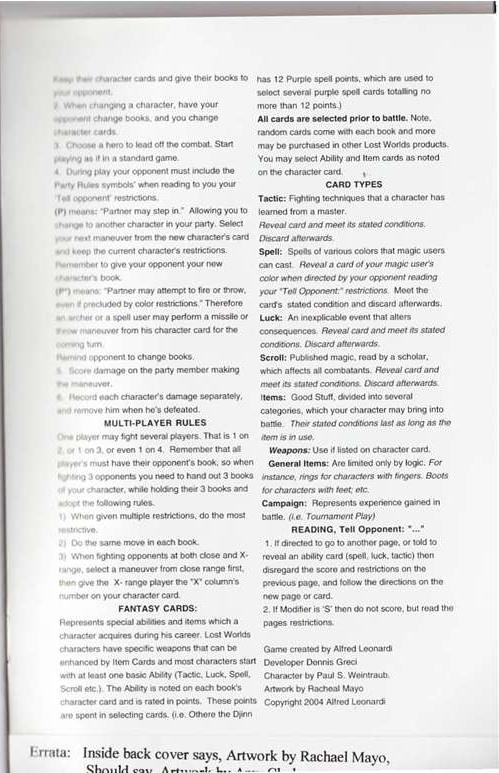 Keep their character cards and give their books to
your opponent.
2. When changing a character, have your
opponent change books, and you change
character cards.
3. Choose a hero to lead off the combat. Start
playing as if in a standard game.
4. During play your opponent must include the
Party Rules symbols' when reading to you your
'Tell opponent' restrictions.
(P) means: "Partner may step in." Allowing you to
change to another character in your party. Select
your next maneuver from the new character's card
and keep the current character's restrictions.
Remember to give your opponent your new
character's book.
(P*) means: "Partner may attempt to fire or throw,
even if precluded by color restrictions." Therefore
an archer or a spell user may perform a missile or
throw maneuver from his character card for the
coming turn.
Remind opponent to change books.
5. Score damage on the party member making
the maneuver.
6. Record each character's damage separately,
and remove him when he's defeated.
MULTI-PLAYER RULES
One player may fight several players. That is 1 on
2, or 1 on 3, or even 1 on 4. Remember that all
player's must have their opponent's book, so when
fighting 3 opponents you need to hand out 3 books
of your character, while holding their 3 books and
adopt the following rules.
1) When given multiple restrictions, do the most
restrictive.
2) Do the same move in each book.
3) When fighting opponents at both close and X-
range, select a maneuver from close range first,
then give the X- range player the "X" column's
number on your character card.
FANTASY CARDS:
Represents special abilities and items which a
character acquires during his career. Lost Worlds
characters have specific weapons that can be
enhanced by Item Cards and most characters start
with at least one basic Ability (Tactic, Luck, Spell,
Scroll etc.). The Ability is noted on each book's
character card and is rated in points. These points
are spent in selecting cards. (i.e. Othere the Djinn
has 12 Purple spell points, which are used to
select several purple spell cards totalling no
more than 12 points.)
All cards are selected prior to battle. Note,
random cards come with each book and more
may be purchased in other Lost Worlds products.
You may select Ability and Item cards as noted
on the character card.
CARD TYPES
Tactic: Fighting techniques that a character has
learned from a master.
Reveal card and meet its stated conditions.
Discard afterwards.
Spell: Spells of various colors that magic users
can cast. Reveal a card of your magic user's
color when directed by your opponent reading
your "Tell Opponent:" restrictions. Meet the
card's stated condition and discard afterwards.
Luck: An inexplicable event that alters
consequences. Reveal card and meet its stated
conditions. Discard afterwards.
Scroll: Published magic, read by a scholar,
which affects all combatants. Reveal card and
meet its stated conditions. Discard afterwards.
Items: Good Stuff, divided into several
categories, which your character may bring into
battle. Their stated conditions last as long as the
item is in use.
Weapons: Use if listed on character card.
General Items: Are limited only by logic. For
instance, rings for characters with fingers. Boots
for characters with feet; etc.
Campaign: Represents experience gained in
battle. (i.e. Tournament Play)
READING, Tell Opponent: "..."
1. If directed to go to another page, or told to
reveal an ability card (spell, luck, tactic) then
disregard the score and restrictions on the
previous page, and follow the directions on the
new page or card.
2. If Modifier is 'S' then do not score, but read the
pages restrictions.
Game created by Alfred Leonardi
Developer Dennis Greci
Character by Paul S. Weintraub.
Artwork by Racheal Mayo
Copyright 2004 Alfred Leonardi
Errata: Inside back cover says, Artwork by Rachael Mayo,
Should say, Artwork by